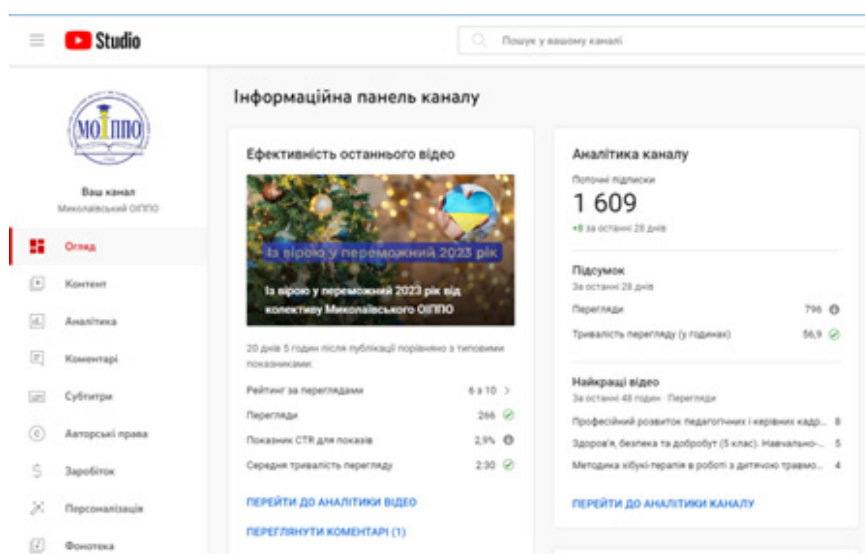 Studio
Пошук у вашому каналі
МОІППО
Ваш канал
Миколаївський ОІППО
Огляд
Контент
Аналітика
Коментарі
Субтитри
Авторські права
Заробіток
Персоналізація
Фонотека
Інформаційна панель каналу
Ефективність останнього відео
Із вірою у переможний 2023 рік
Із вірою у переможний 2023 рік від
колективу Миколаївського ОІППО
20 днів 5 годин після публікації порівняно з типовими
показниками:
Рейтинг за переглядами 6 з 10
Перегляди 266
Показник CTR для показів 2,9%
Середня тривалість перегляду 2:30
ПЕРЕЙТИ ДО АНАЛІТИКИ ВІДЕО
ПЕРЕГЛЯНУТИ КОМЕНТАРІ (1)
Аналітика каналу
Поточні підписки
1 609
+8 за останні 28 днів
Підсумок
За останні 28 днів
Перегляди 796
Тривалість перегляду (у годинах) 56,9
Найкращі відео
За останні 48 годин · Перегляди
Професійний розвиток педагогічних і керівних кадр... 8
Здоров'я, безпека та добробут (5 клас). Навчально-... 5
Методика хібукі-терапія в роботі з дитячою травмо... 4
ПЕРЕЙТИ ДО АНАЛІТИКИ КАНАЛУ